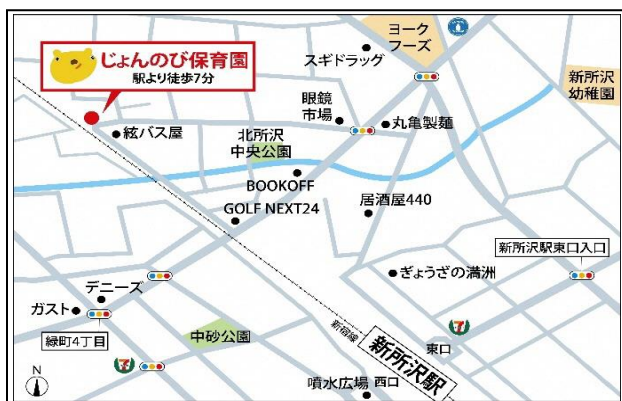 じょんのび保育園
駅より徒歩7分
ヨーク
フーズ
スギドラッグ
新所沢
幼稚園
眼鏡
市場
丸亀製麺
絃バス屋
北所沢
中央公園
BOOKOFF
居酒屋440
GOLF NEXT24
新所沢駅東口入口
ぎょうざの満洲
デニーズ
ガスト
緑町4丁目
中砂公園
新宿線
新所沢駅
7
東口
7
噴水広場 西口
N